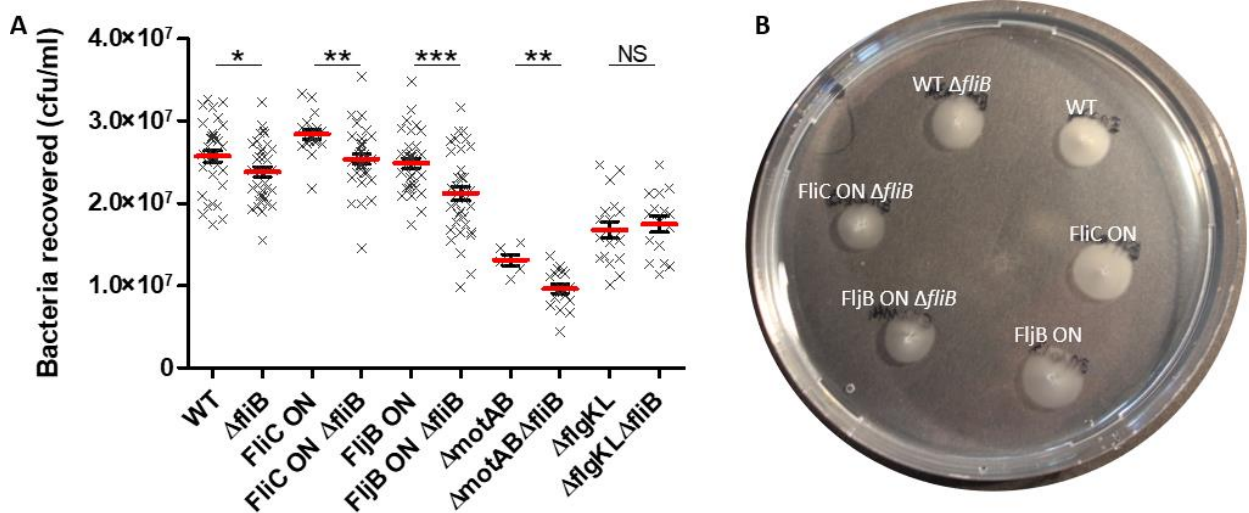 A
Bacteria recovered (cfu/ml)
4.0×10⁷
3.0×10⁷
2.0×10⁷
1.0×10⁷
0
*
**
***
**
NS
WT
ΔfliB
FliC ON
FliC ON ΔfliB
FljB ON
FljB ON ΔfliB
ΔmotAB
ΔmotABΔfliB
ΔflgKL
ΔflgKLΔfliB
B
WT ΔfliB
WT
FliC ON ΔfliB
FliC ON
FljB ON ΔfliB
FljB ON